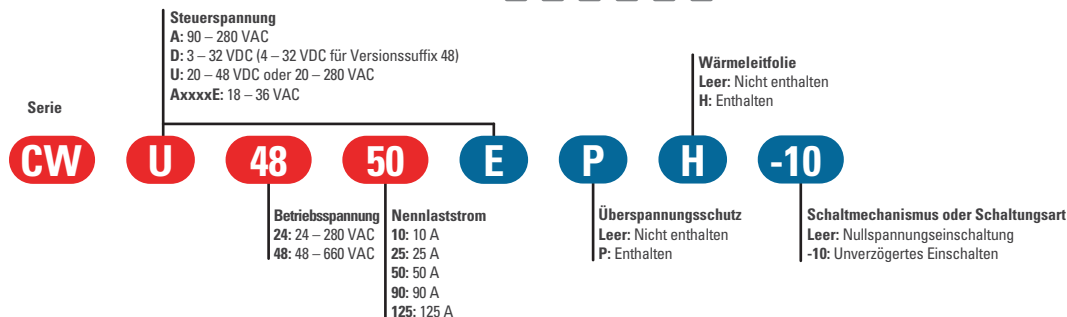 Steuerspannung
A: 90 – 280 VAC
D: 3 – 32 VDC (4 – 32 VDC für Versionssuffix 48)
U: 20 – 48 VDC oder 20 – 280 VAC
AxxxxE: 18 – 36 VAC
Wärmeleitfolie
Leer: Nicht enthalten
H: Enthalten
Serie
CW U 48 50 E P H -10
Betriebsspannung
24: 24 – 280 VAC
48: 48 – 660 VAC
Nennlaststrom
10: 10 A
25: 25 A
50: 50 A
90: 90 A
125: 125 A
Überspannungsschutz
Leer: Nicht enthalten
P: Enthalten
Schaltmechanismus oder Schaltungsart
Leer: Nullspannungseinschaltung
-10: Unverzögertes Einschalten